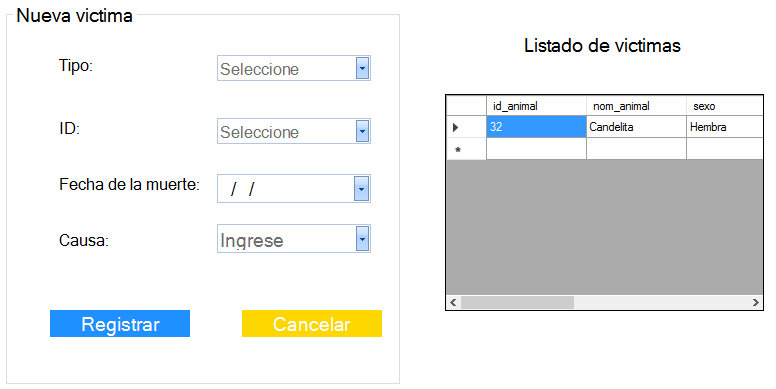 Nueva victima
Tipo:
Seleccione
ID:
Seleccione
Fecha de la muerte:
/ /
Causa:
Ingrese
Registrar
Cancelar
Listado de victimas
id_animal nom_animal sexo
32 Candelita Hembra
*